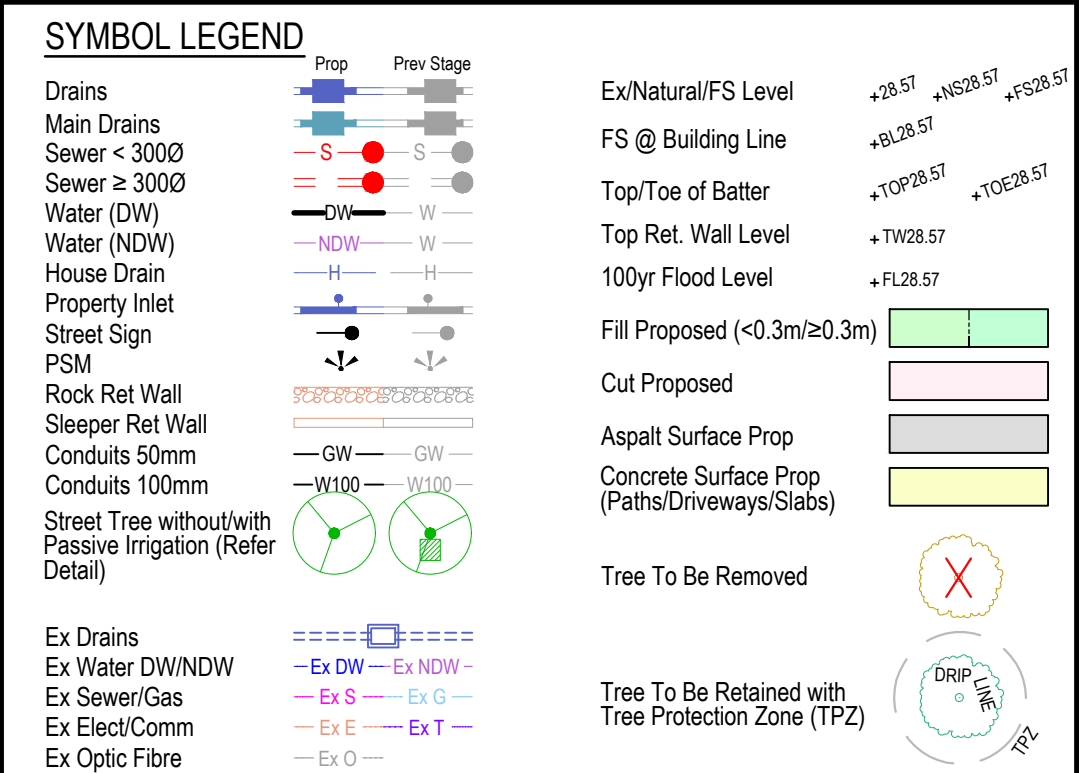 SYMBOL LEGEND
Prop Prev Stage
Drains
Main Drains
Sewer < 300Ø S S
Sewer ≥ 300Ø
Water (DW) DW W
Water (NDW) NDW W
House Drain H H
Property Inlet
Street Sign
PSM
Rock Ret Wall
Sleeper Ret Wall
Conduits 50mm GW GW
Conduits 100mm W100 W100
Street Tree without/with
Passive Irrigation (Refer
Detail)
Ex Drains
Ex Water DW/NDW Ex DW Ex NDW
Ex Sewer/Gas Ex S Ex G
Ex Elect/Comm Ex E Ex T
Ex Optic Fibre Ex O
Ex/Natural/FS Level +28.57 +NS28.57 +FS28.57
FS @ Building Line +BL28.57
Top/Toe of Batter +TOP28.57 +TOE28.57
Top Ret. Wall Level +TW28.57
100yr Flood Level +FL28.57
Fill Proposed (<0.3m/≥0.3m)
Cut Proposed
Aspalt Surface Prop
Concrete Surface Prop
(Paths/Driveways/Slabs)
Tree To Be Removed
Tree To Be Retained with
Tree Protection Zone (TPZ)
DRIP LINE
TPZ